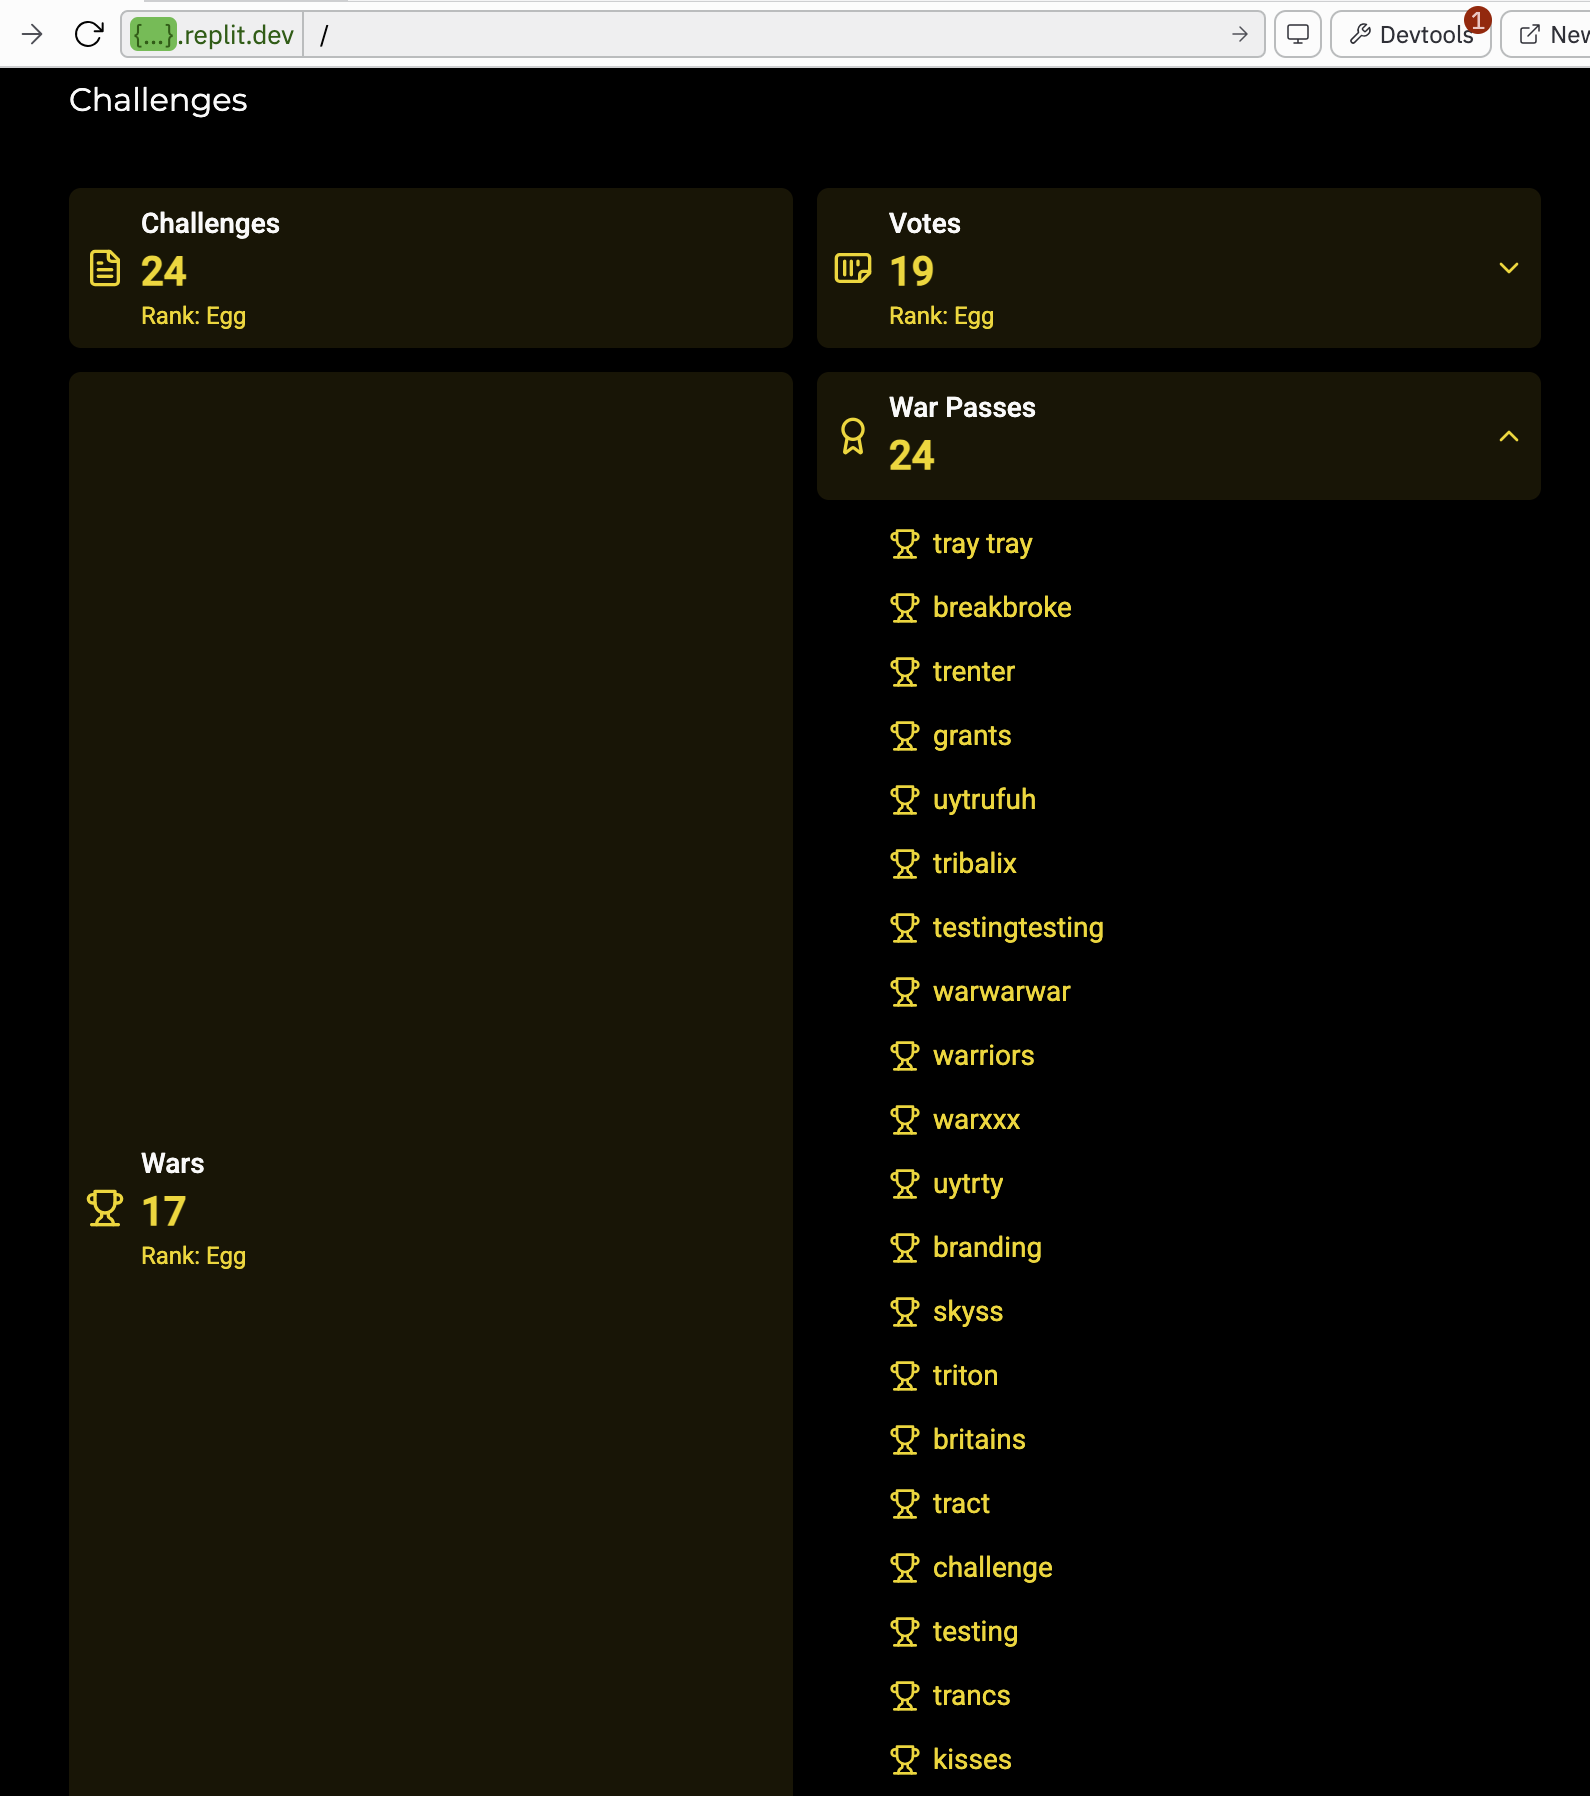 {...}.replit.dev /
Devtools 1
New
Challenges
Challenges
24
Rank: Egg
Votes
19
Rank: Egg
Wars
17
Rank: Egg
War Passes
24
tray tray
breakbroke
trenter
grants
uytrufuh
tribalix
testingtesting
warwarwar
warriors
warxxx
uytrty
branding
skyss
triton
britains
tract
challenge
testing
trancs
kisses